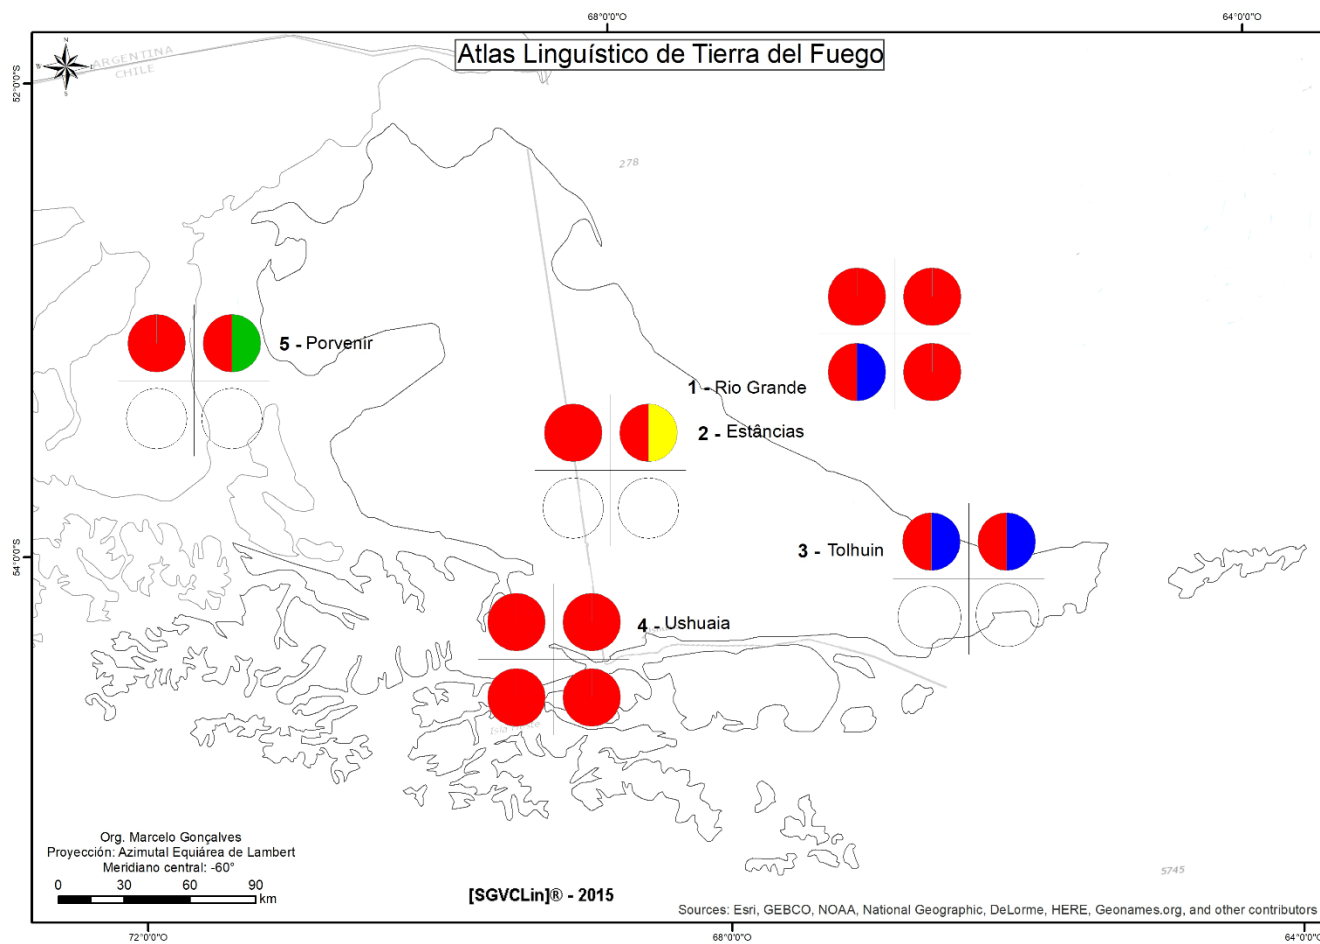 68°0'0"O
64°0'0"O
Atlas Linguístico de Tierra del Fuego
N
W
E
S
ARGENTINA
CHILE
52°0'0"S
278
5 - Porvenir
1 - Rio Grande
2 - Estâncias
3 - Tolhuin
54°0'0"S
4 - Ushuaia
Org. Marcelo Gonçalves
Proyección: Azimutal Equiárea de Lambert
Meridiano central: -60°
0 30 60 90
km
[SGVCLin]® - 2015
5745
Sources: Esri, GEBCO, NOAA, National Geographic, DeLorme, HERE, Geonames.org, and other contributors
72°0'0"O
68°0'0"O
64°0'0"O